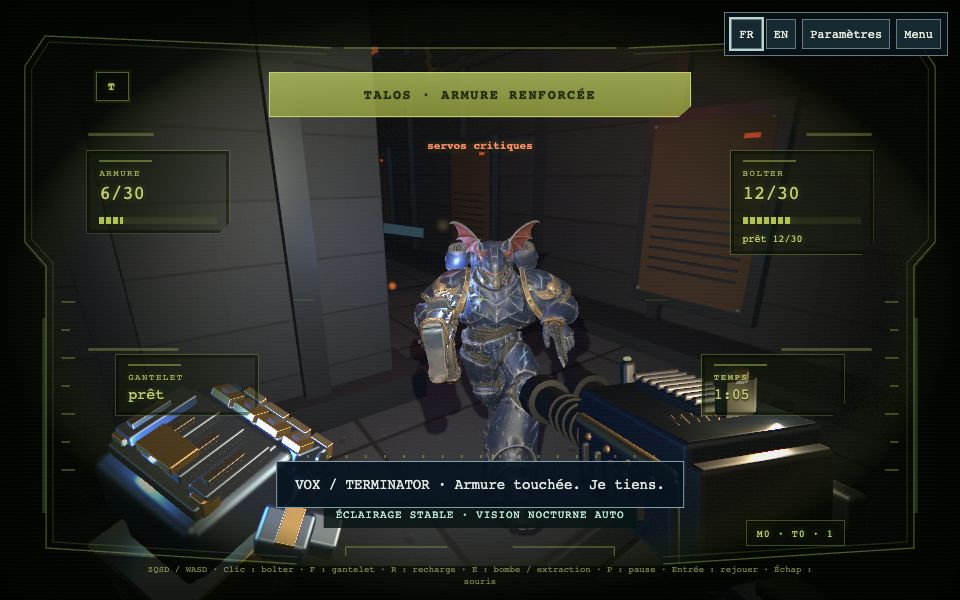 FR EN Paramètres Menu
T
TALOS · ARMURE RENFORCÉE
servos critiques
ARMURE
6/30
BOLTER
12/30
prêt 12/30
GANTELET
prêt
TEMPS
1:05
VOX / TERMINATOR · Armure touchée. Je tiens.
ÉCLAIRAGE STABLE · VISION NOCTURNE AUTO
M0 · T0 · 1
ZQSD / WASD · Clic : bolter · F : gantelet · R : recharge · E : bombe / extraction · P : pause · Entrée : rejouer · Échap :
souris